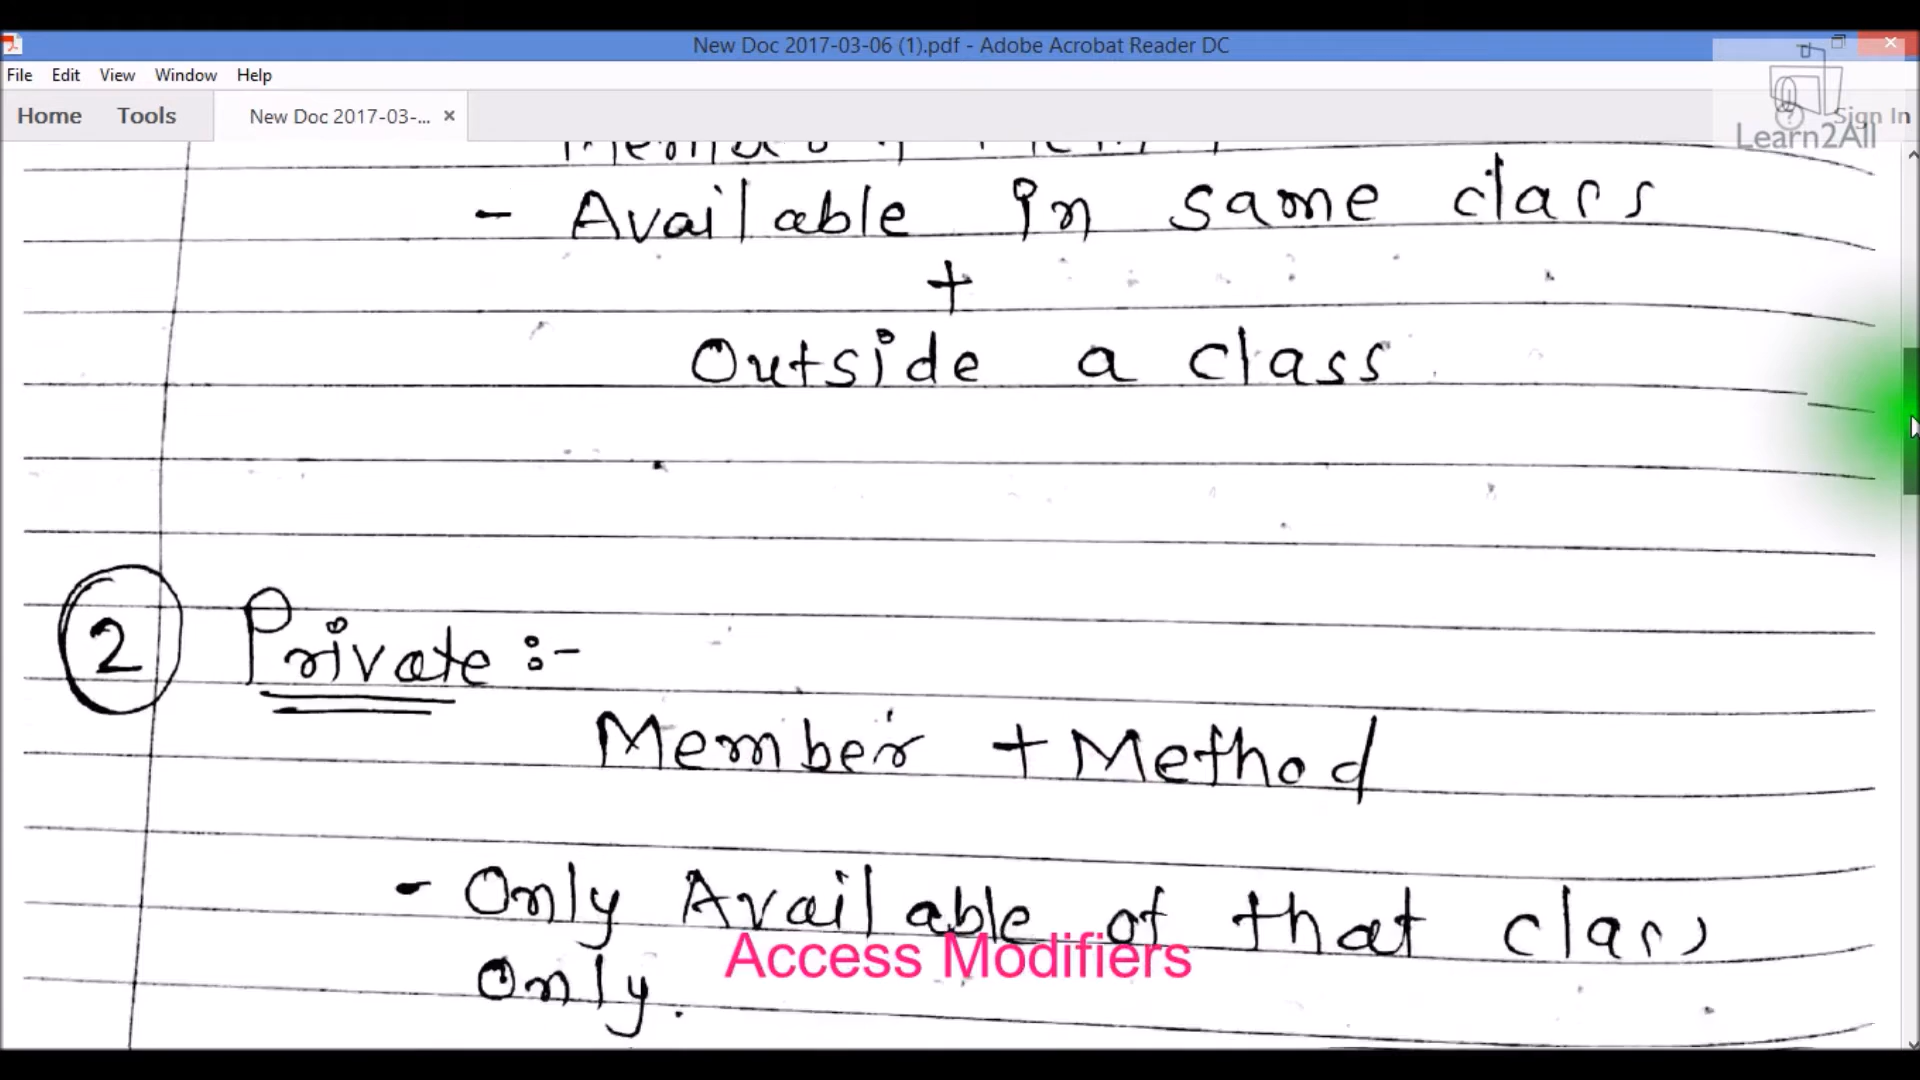 New Doc 2017-03-06 (1).pdf - Adobe Acrobat Reader DC
File Edit View Window Help
Home Tools New Doc 2017-03-... × Sign In
Learn2All
- Available in same class
+
Outside a class
2 Private :-
Member + Method
- Only Available of that class
Only.
Access Modifiers